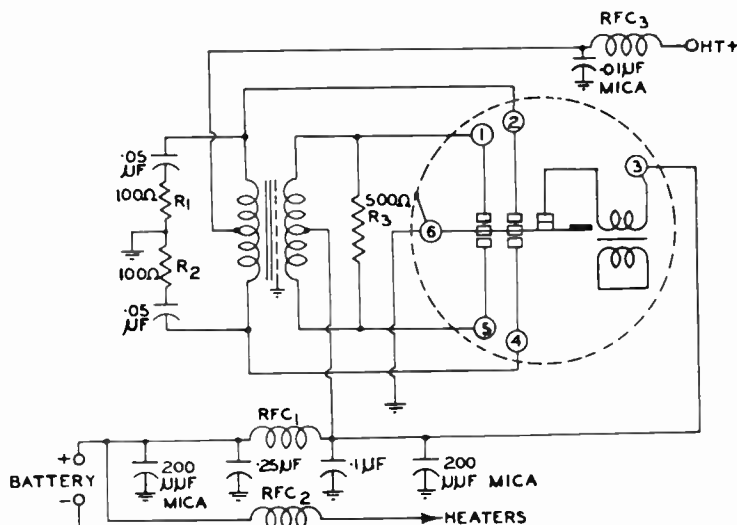 RFC3
HT+
.01µF
MICA
1
2
3
.05
µF
100Ω
R1
500Ω
R3
6
100Ω
R2
.05
µF
5
4
RFC1
+
BATTERY
-
200
µµF
MICA
.25µF
.1µF
200
µµF MICA
RFC2
HEATERS